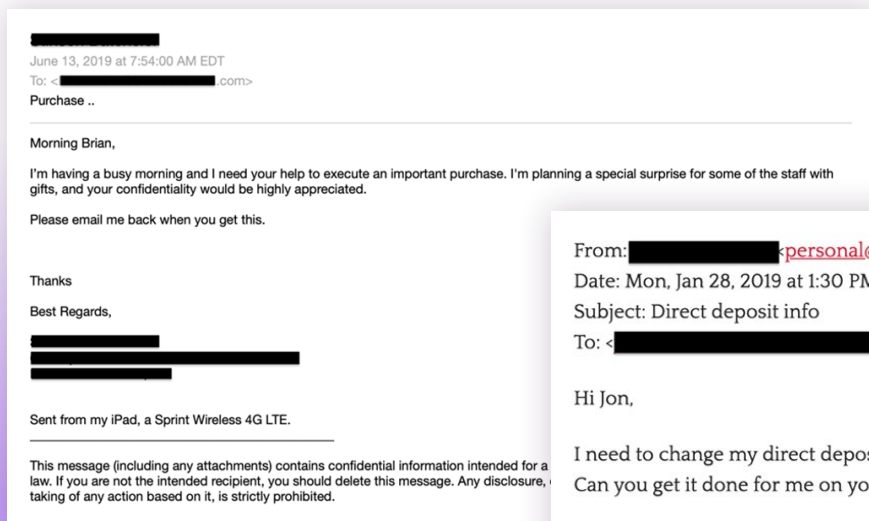 June 13, 2019 at 7:54:00 AM EDT
To: < .com>
Purchase ..
Morning Brian,
I'm having a busy morning and I need your help to execute an important purchase. I'm planning a special surprise for some of the staff with
gifts, and your confidentiality would be highly appreciated.
Please email me back when you get this.
Thanks
Best Regards,
Sent from my iPad, a Sprint Wireless 4G LTE.
This message (including any attachments) contains confidential information intended for a
law. If you are not the intended recipient, you should delete this message. Any disclosure,
taking of any action based on it, is strictly prohibited.
From: <personal@
Date: Mon, Jan 28, 2019 at 1:30 PM
Subject: Direct deposit info
To: <
Hi Jon,
I need to change my direct
Can you get it done for me on